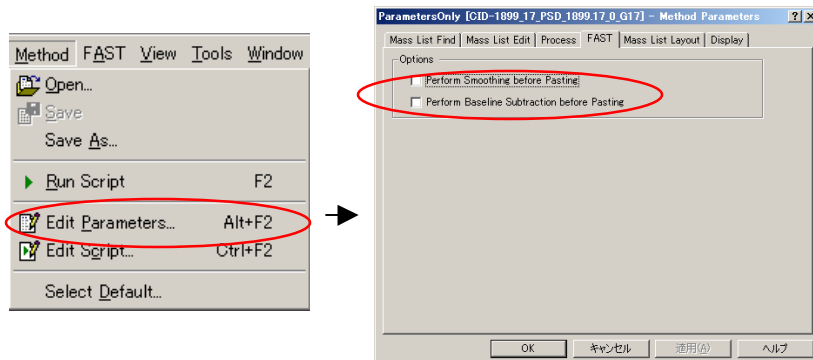 Method FAST View Tools Window
Open...
Save
Save As...
Run Script F2
Edit Parameters... Alt+F2
Edit Script... Ctrl+F2
Select Default...
ParametersOnly [CID-1899_17_PSD_1899.17_0_G17] - Method Parameters
Mass List Find Mass List Edit Process FAST Mass List Layout Display
Options
Perform Smoothing before Pasting
Perform Baseline Subtraction before Pasting
OK キャンセル 適用(A) ヘルプ